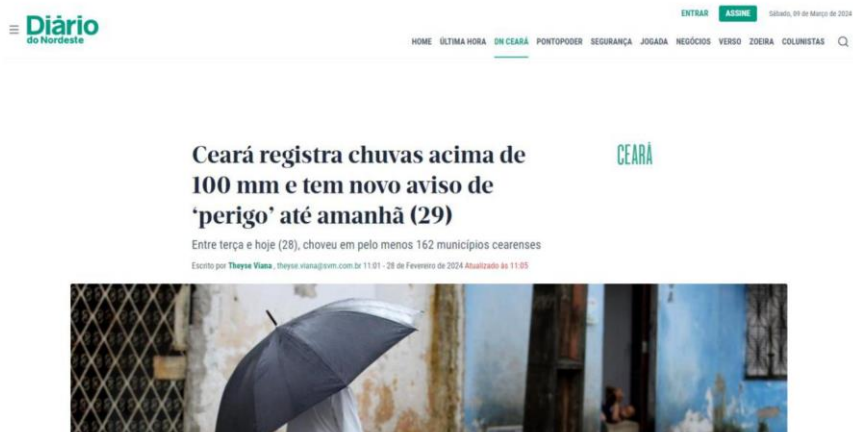 ENTRAR ASSINE Sábado, 09 de Março de 2024
Diário
do Nordeste
HOME ÚLTIMA HORA DN CEARÁ PONTOPODER SEGURANÇA JOGADA NEGÓCIOS VERSO ZOEIRA COLUNISTAS
Ceará registra chuvas acima de
100 mm e tem novo aviso de
‘perigo’ até amanhã (29)
CEARÁ
Entre terça e hoje (28), choveu em pelo menos 162 municípios cearenses
Escrito por Theyse Viana , theyse.viana@svm.com.br 11:01 - 28 de Fevereiro de 2024 Atualizado às 11:05